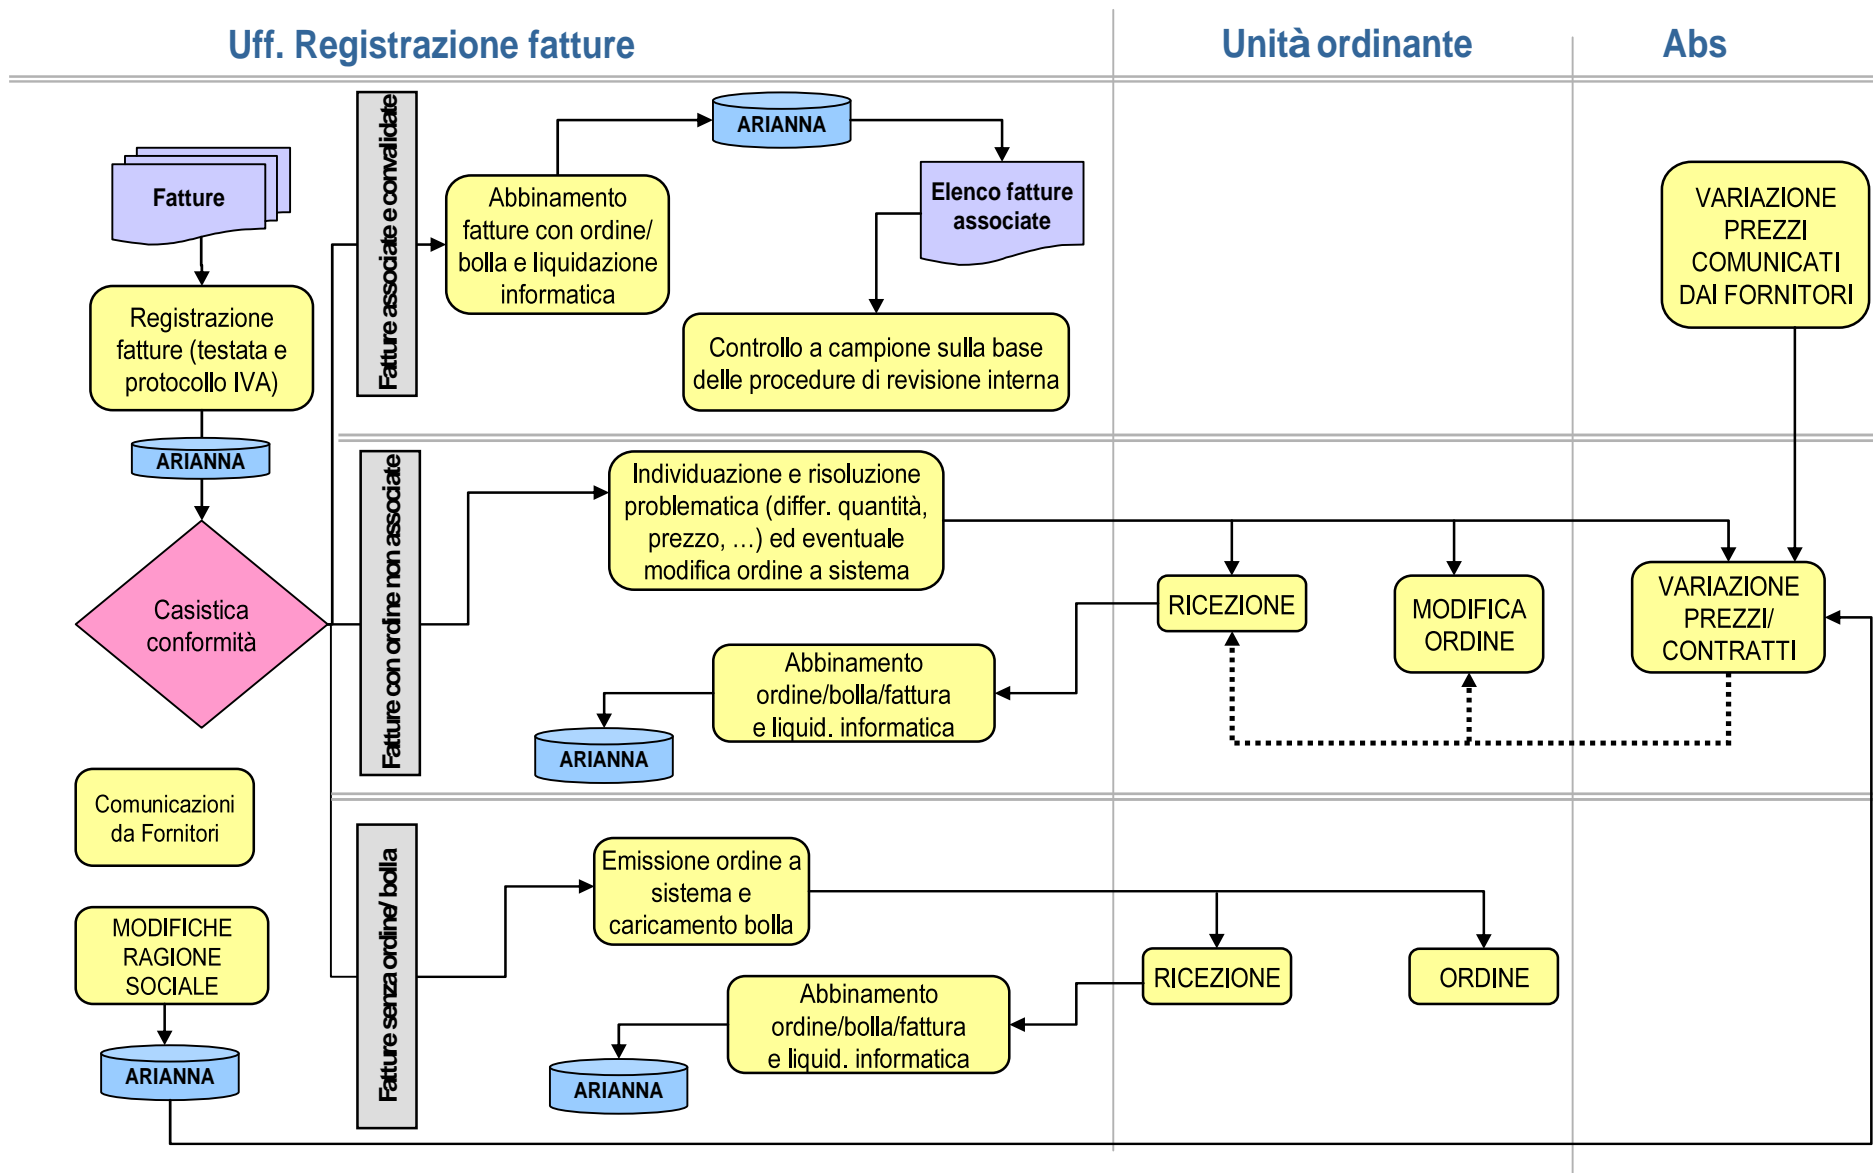 Uff. Registrazione fatture
Unità ordinante
Abs
Fatture
Registrazione
fatture (testata e
protocollo IVA)
ARIANNA
Casistica
conformità
Comunicazioni
da Fornitori
MODIFICHE
RAGIONE
SOCIALE
ARIANNA
Fatture associate e convalidate
Abbinamento
fatture con ordine/
bolla e liquidazione
informatica
ARIANNA
Elenco fatture
associate
Controllo a campione sulla base
delle procedure di revisione interna
VARIAZIONE
PREZZI
COMUNICATI
DAI FORNITORI
Fatture con ordine non associate
Individuazione e risoluzione
problematica (differ. quantità,
prezzo, …) ed eventuale
modifica ordine a sistema
RICEZIONE
MODIFICA
ORDINE
VARIAZIONE
PREZZI/
CONTRATTI
Abbinamento
ordine/bolla/fattura
e liquid. informatica
ARIANNA
Fatture senza ordine/ bolla
Emissione ordine a
sistema e
caricamento bolla
RICEZIONE
ORDINE
Abbinamento
ordine/bolla/fattura
e liquid. informatica
ARIANNA